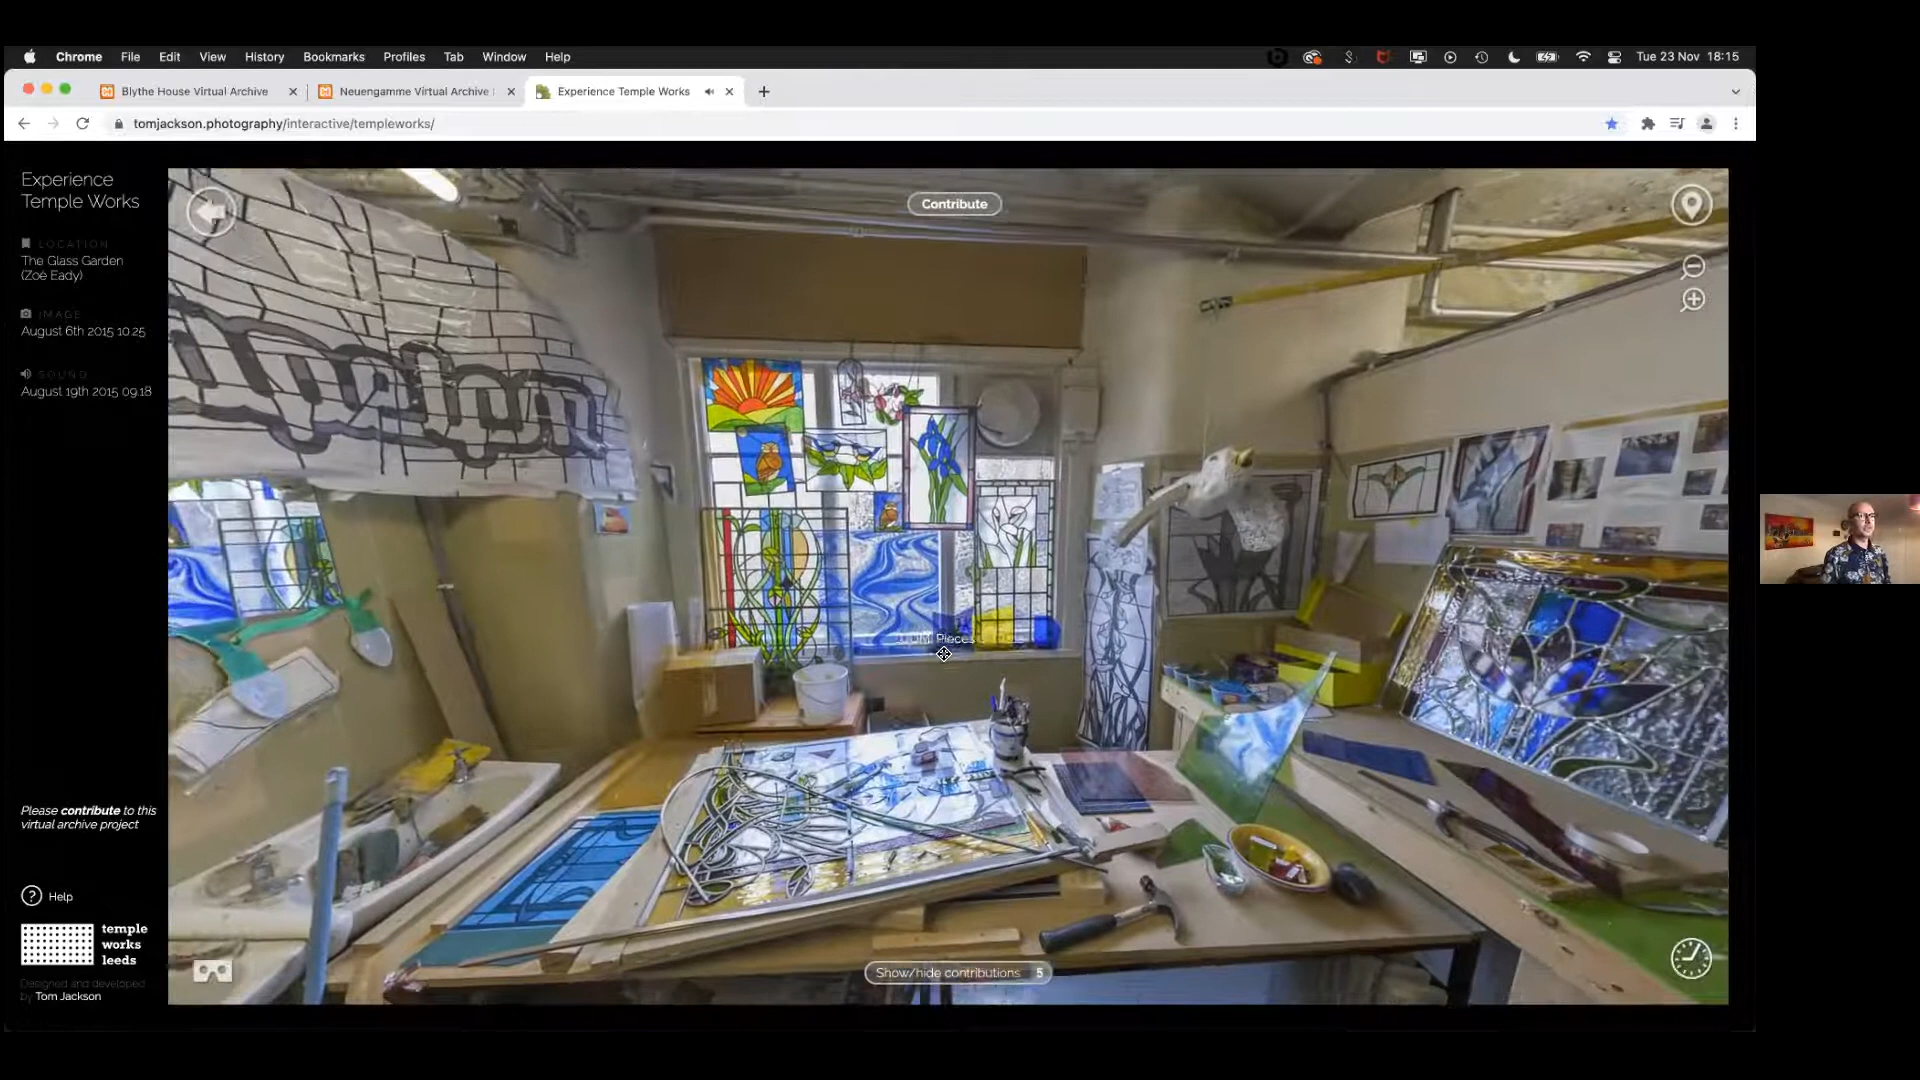 Chrome File Edit View History Bookmarks Profiles Tab Window Help
Tue 23 Nov 18:15
Blythe House Virtual Archive
Neuengamme Virtual Archive
Experience Temple Works
tomjackson.photography/interactive/templeworks/
Experience
Temple Works
LOCATION
The Glass Garden
(Zoë Eady)
IMAGE
August 6th 2015 10.25
SOUND
August 19th 2015 09.18
Please contribute to this
virtual archive project
? Help
temple
works
leeds
Designed and developed
by Tom Jackson
Contribute
Pieces
Show/hide contributions 5